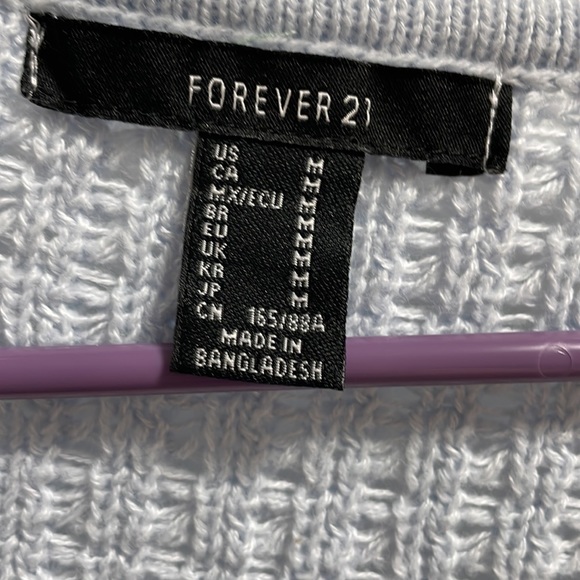 FOREVER 21
US M
CA M
MX/ECU M
BR M
EU M
UK M
KR M
JP M
CN 165/88A
MADE IN
BANGLADESH